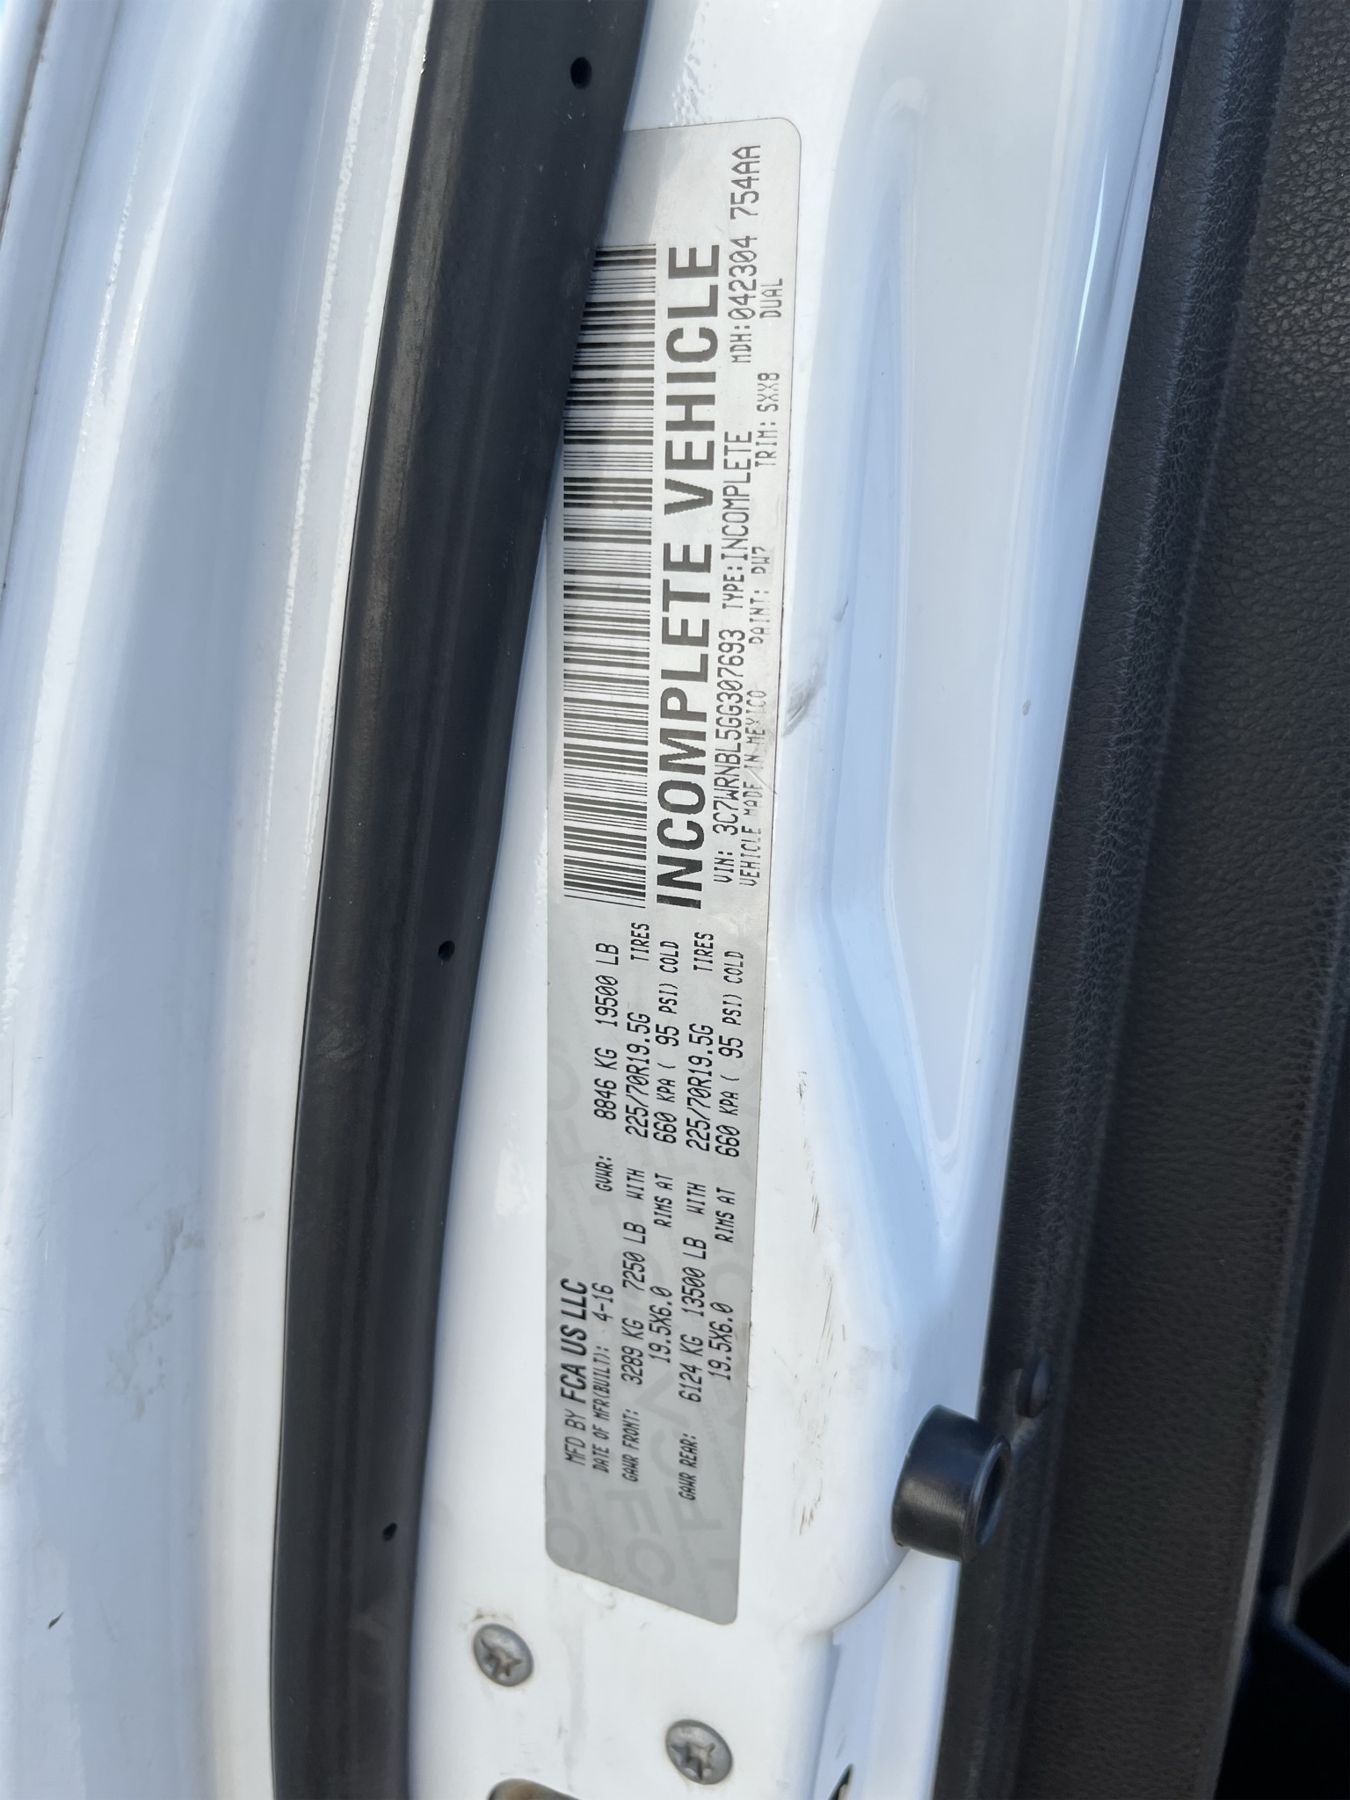 MFD BY FCA US LLC
DATE OF MFR(BUILT): 4-16 GVWR: 8846 KG 19500 LB
GAWR FRONT: 3289 KG 7250 LB WITH 225/70R19.5G TIRES
19.5X6.0 RIMS AT 660 KPA ( 95 PSI) COLD
GAWR REAR: 6124 KG 13500 LB WITH 225/70R19.5G TIRES
19.5X6.0 RIMS AT 660 KPA ( 95 PSI) COLD
INCOMPLETE VEHICLE
VIN: 3C7WRNBL5GG307693 TYPE:INCOMPLETE MDH:042304 754AA
VEHICLE MADE IN MEXICO PAINT: PW7 TRIM: SXX8 DUAL